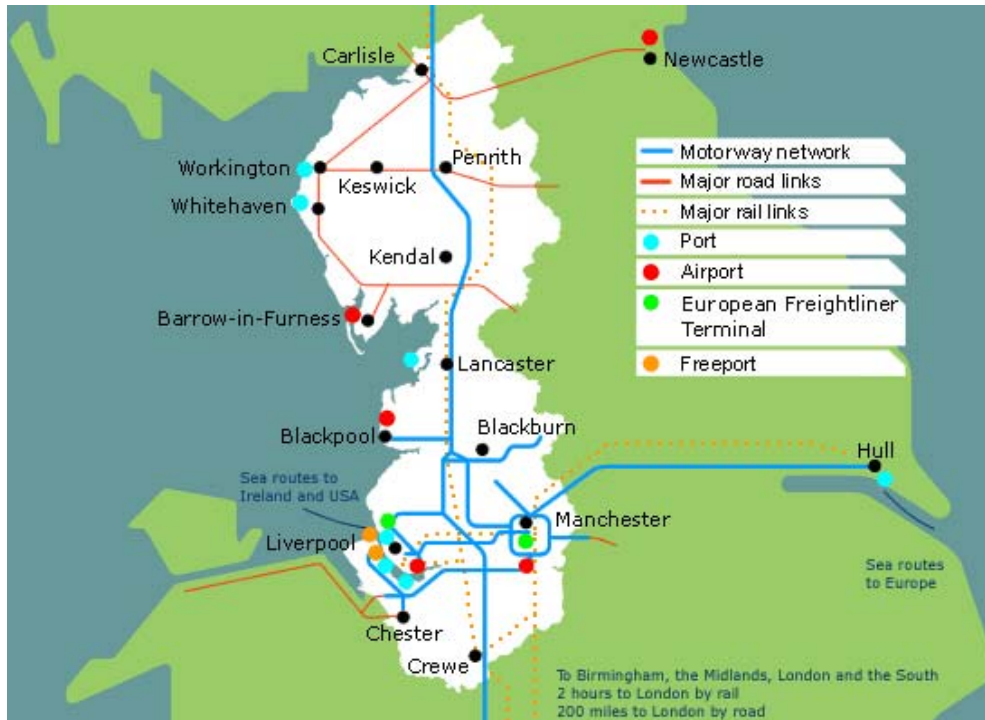 Carlisle
Newcastle
Motorway network
Major road links
Major rail links
Port
Airport
European Freightliner
Terminal
Freeport
Workington
Keswick
Penrith
Whitehaven
Kendal
Barrow-in-Furness
Lancaster
Blackpool
Blackburn
Hull
Sea routes to
Ireland and USA
Manchester
Liverpool
Sea routes
to Europe
Chester
Crewe
To Birmingham, the Midlands, London and the South
2 hours to London by rail
200 miles to London by road